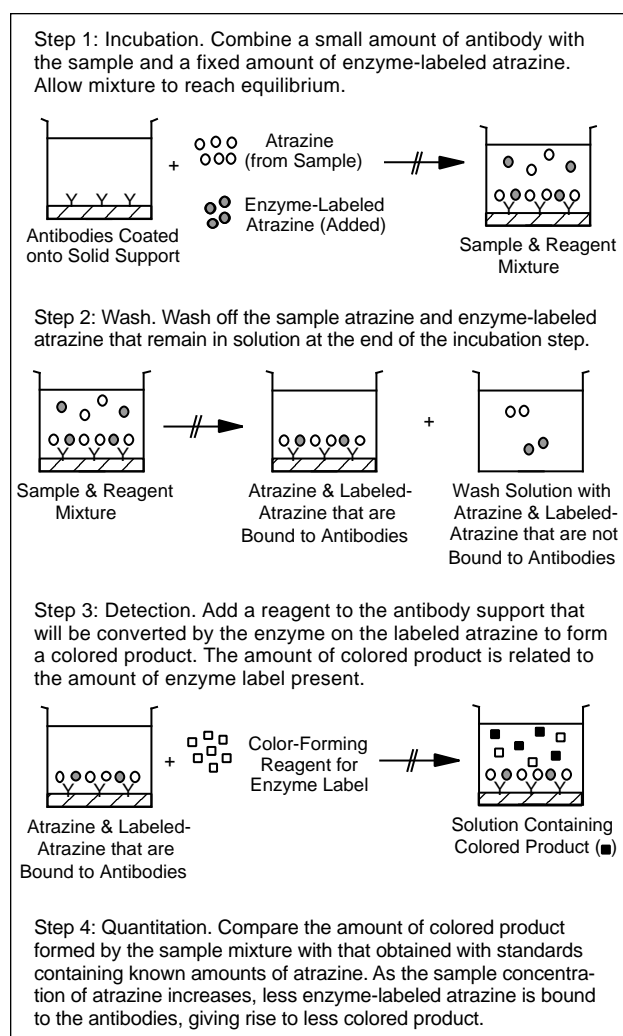 Step 1: Incubation. Combine a small amount of antibody with
the sample and a fixed amount of enzyme-labeled atrazine.
Allow mixture to reach equilibrium.
+
Atrazine
(from Sample)
Enzyme-Labeled
Atrazine (Added)
Antibodies Coated
onto Solid Support
Sample & Reagent
Mixture
Step 2: Wash. Wash off the sample atrazine and enzyme-labeled
atrazine that remain in solution at the end of the incubation step.
+
Sample & Reagent
Mixture
Atrazine & Labeled-
Atrazine that are
Bound to Antibodies
Wash Solution with
Atrazine & Labeled-
Atrazine that are not
Bound to Antibodies
Step 3: Detection. Add a reagent to the antibody support that
will be converted by the enzyme on the labeled atrazine to form
a colored product. The amount of colored product is related to
the amount of enzyme label present.
+
Color-Forming
Reagent for
Enzyme Label
Atrazine & Labeled-
Atrazine that are
Bound to Antibodies
Solution Containing
Colored Product (■)
Step 4: Quantitation. Compare the amount of colored product
formed by the sample mixture with that obtained with standards
containing known amounts of atrazine. As the sample concentra-
tion of atrazine increases, less enzyme-labeled atrazine is bound
to the antibodies, giving rise to less colored product.